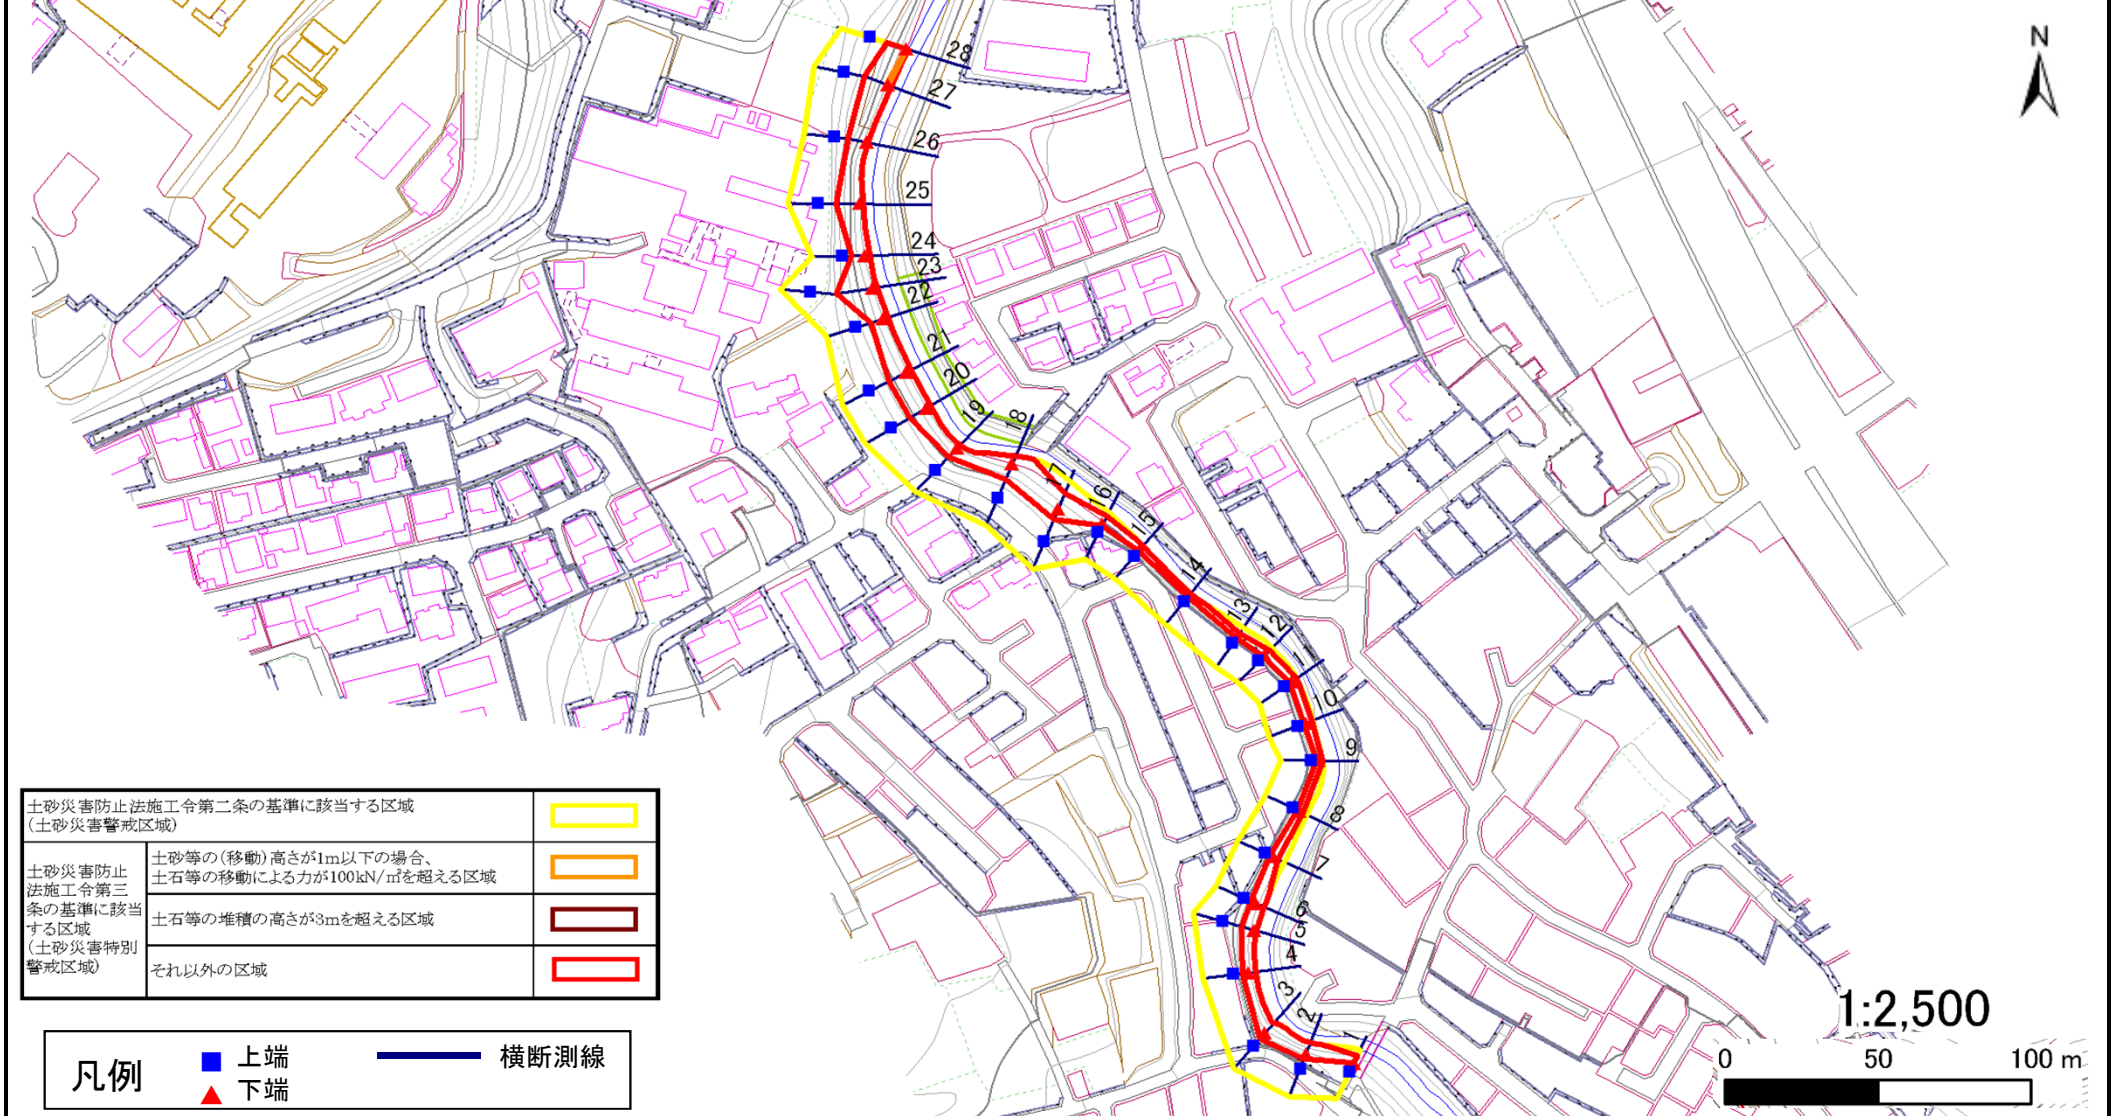 N
28
27
26
25
24
23
22
21
20
19
18
17
16
15
14
13
12
11
10
9
8
7
6
5
4
3
2
1
土砂災害防止法施工令第二条の基準に該当する区域
(土砂災害警戒区域)
土砂災害防止
法施工令第三
条の基準に該当
する区域
(土砂災害特別
警戒区域)
土砂等の(移動)高さが1m以下の場合、
土石等の移動による力が100kN/㎡を超える区域
土石等の堆積の高さが3mを超える区域
それ以外の区域
凡例
上端
下端
横断測線
1:2,500
0 50 100 m